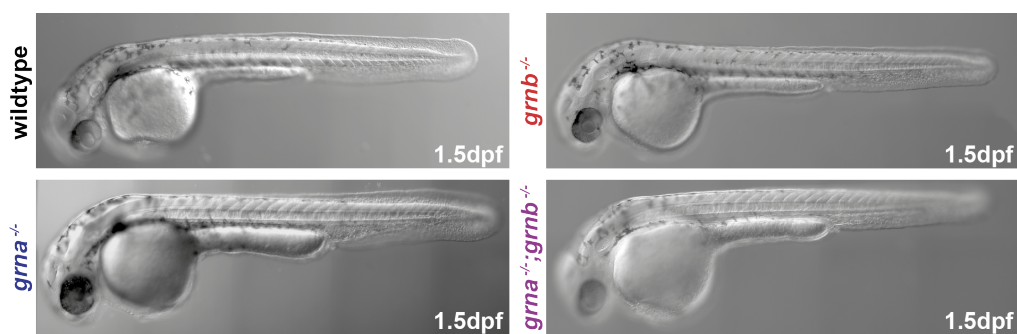 wildtype
1.5dpf
grnb-/-
1.5dpf
grna-/-
1.5dpf
grna-/-;grnb-/-
1.5dpf